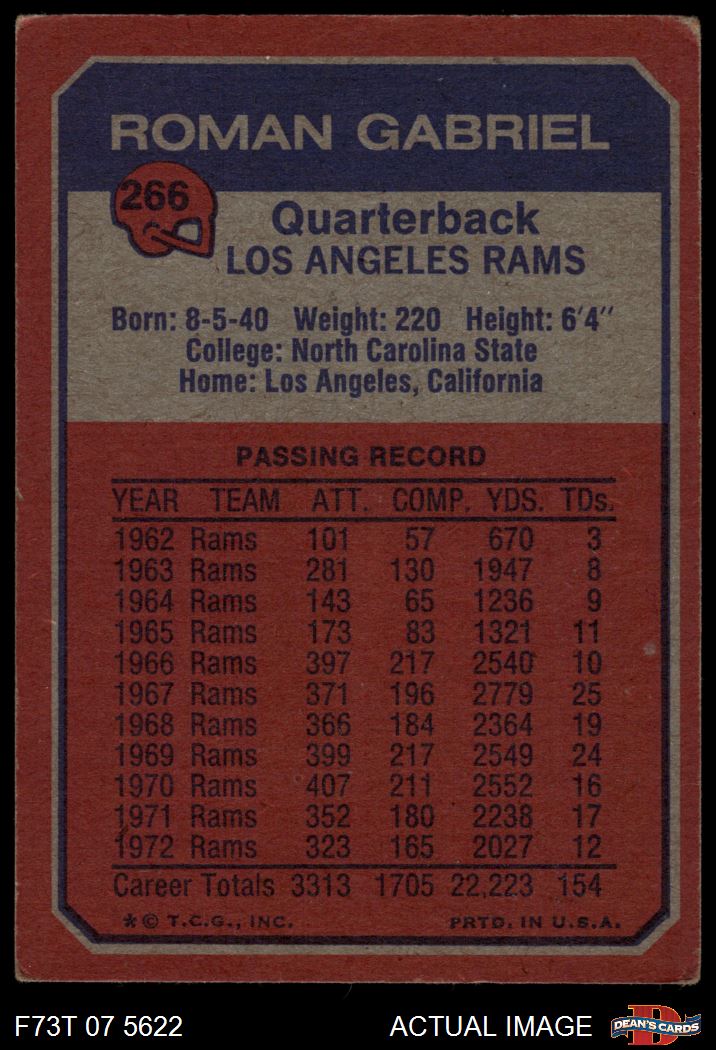 ROMAN GABRIEL
266
Quarterback
LOS ANGELES RAMS
Born: 8-5-40 Weight: 220 Height: 6'4"
College: North Carolina State
Home: Los Angeles, California
PASSING RECORD
YEAR TEAM ATT. COMP. YDS. TDs.
1962 Rams 101 57 670 3
1963 Rams 281 130 1947 8
1964 Rams 143 65 1236 9
1965 Rams 173 83 1321 11
1966 Rams 397 217 2540 10
1967 Rams 371 196 2779 25
1968 Rams 366 184 2364 19
1969 Rams 399 217 2549 24
1970 Rams 407 211 2552 16
1971 Rams 352 180 2238 17
1972 Rams 323 165 2027 12
Career Totals 3313 1705 22,223 154
*© T.C.G., INC. PRTD. IN U.S.A.
F73T 07 5622 ACTUAL IMAGE D DEAN'S CARDS